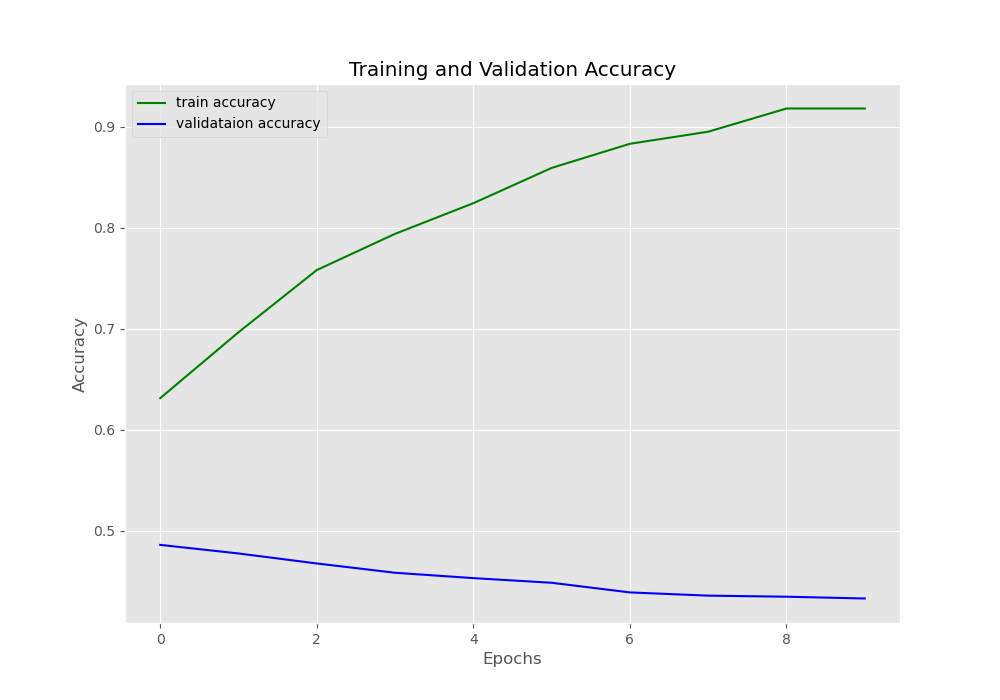 Training and Validation Accuracy
train accuracy
validataion accuracy
0.9
0.8
0.7
0.6
0.5
Accuracy
0 2 4 6 8
Epochs